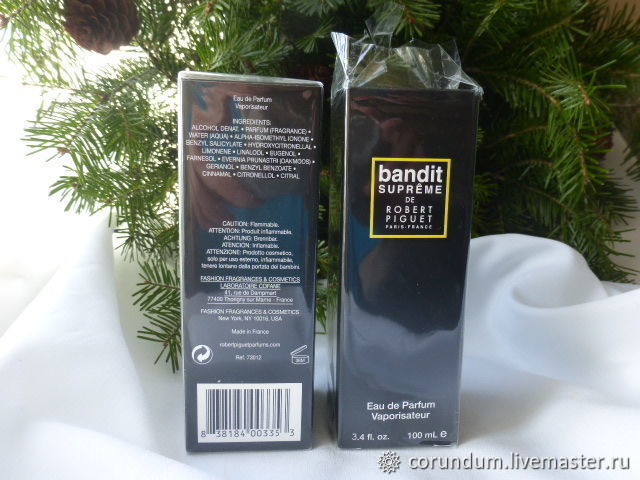 Eau de Parfum
Vaporisateur
INGREDIENTS:
ALCOHOL DENAT. • PARFUM (FRAGRANCE) •
WATER (AQUA) • ALPHA-ISOMETHYL IONONE •
BENZYL SALICYLATE • HYDROXYCITRONELLAL •
LIMONENE • LINALOOL • EUGENOL •
FARNESOL • EVERNIA PRUNASTRI (OAKMOSS) •
GERANIOL • BENZYL BENZOATE •
CINNAMAL • CITRONELLOL • CITRAL
CAUTION: Flammable.
ATTENTION: Produit inflammable.
ACHTUNG: Brennbar.
ATENCIÓN: Inflamable.
ATTENZIONE: Prodotto cosmetico,
solo per uso esterno, infiammabile,
tenere lontano della portata dei bambini.
FASHION FRAGRANCES & COSMETICS
LABORATOIRE COFANE
41, rue de Dampmart
77400 Thorigny sur Marne - France
FASHION FRAGRANCES & COSMETICS
New York, NY 10016, USA
Made in France
robertpiguetparfums.com
Ref. 73012
36M
8 38184 00335 3
bandit
SUPRÊME
DE
ROBERT
PIGUET
PARIS-FRANCE
Eau de Parfum
Vaporisateur
3.4 fl. oz. 100 mL e
corundum.livemaster.ru